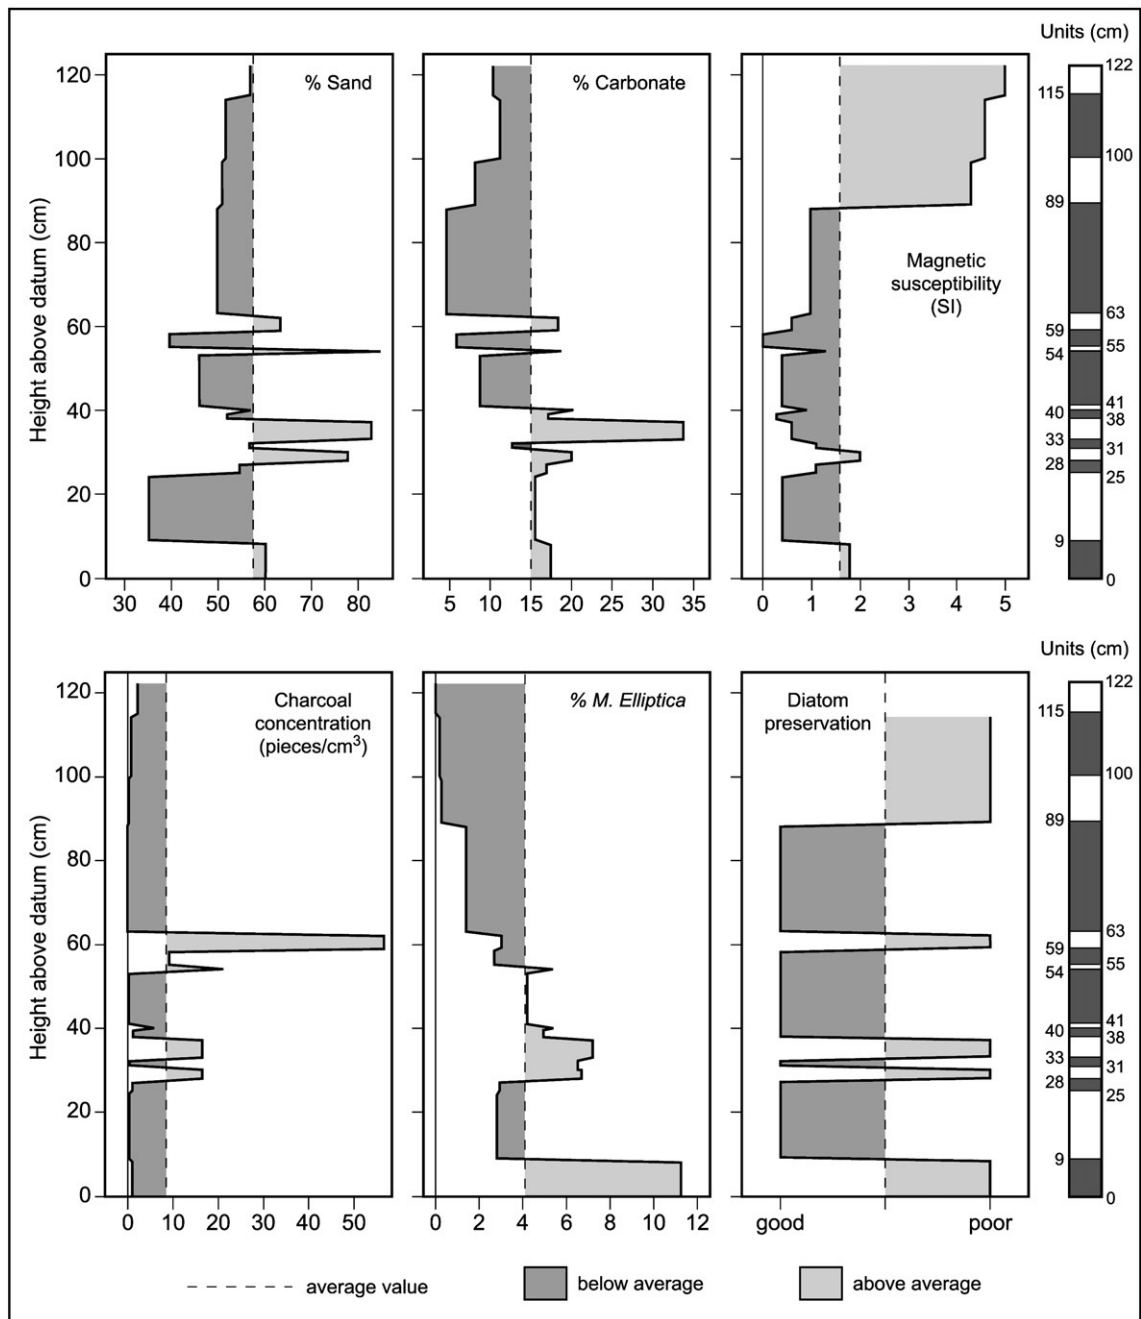 Units (cm)
% Sand
% Carbonate
Magnetic
susceptibility
(SI)
Height above datum (cm)
120
100
80
60
40
20
0
30 40 50 60 70 80
5 10 15 20 25 30 35
0 1 2 3 4 5
122
115
100
89
63
59
55
54
41
40
38
33
31
28
25
9
0
Units (cm)
Charcoal
concentration
(pieces/cm³)
% M. Elliptica
Diatom
preservation
Height above datum (cm)
120
100
80
60
40
20
0
0 10 20 30 40 50
0 2 4 6 8 10 12
good poor
122
115
100
89
63
59
55
54
41
40
38
33
31
28
25
9
0
average value
below average
above average